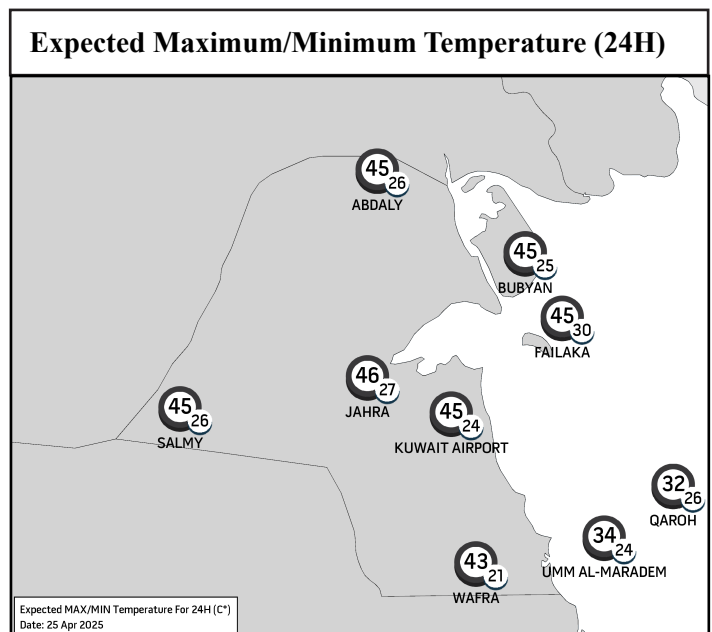 Expected Maximum/Minimum Temperature (24H)
45
26
ABDALY
45
25
BUBYAN
45
30
FAILAKA
46
27
JAHRA
45
26
SALMY
45
24
KUWAIT AIRPORT
32
26
QAROH
34
24
UMM AL-MARADEM
43
21
WAFRA
Expected MAX/MIN Temperature For 24H (C*)
Date: 25 Apr 2025